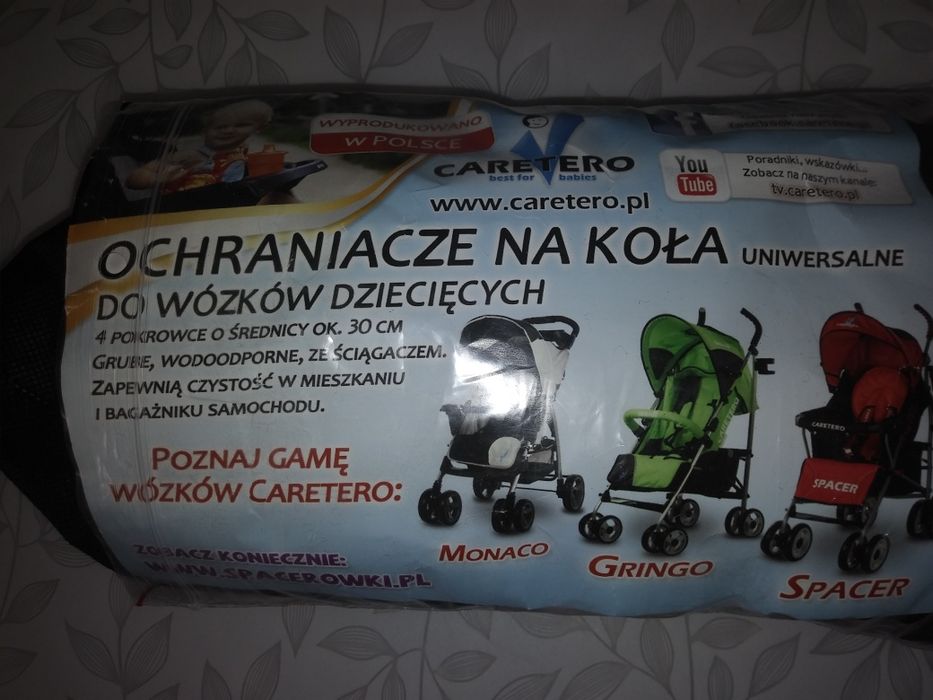 WYPRODUKOWANO
W POLSCE
CARETERO
best for babies
www.caretero.pl
f
You
Tube
Poradniki, wskazówki...
Zobacz na naszym kanale:
tv.caretero.pl
OCHRANIACZE NA KOŁA UNIWERSALNE
DO WÓZKÓW DZIECIĘCYCH
4 POKROWCE O ŚREDNICY OK. 30 CM
GRUBE, WODOODPORNE, ZE ŚCIĄGACZEM.
ZAPEWNIĄ CZYSTOŚĆ W MIESZKANIU
I BAGAŻNIKU SAMOCHODU.
POZNAJ GAMĘ
WÓZKÓW CARETERO:
ZOBACZ KONIECZNIE:
WWW.SPACEROWKI.PL
MONACO
GRINGO
CARETERO
SPACER
SPACER